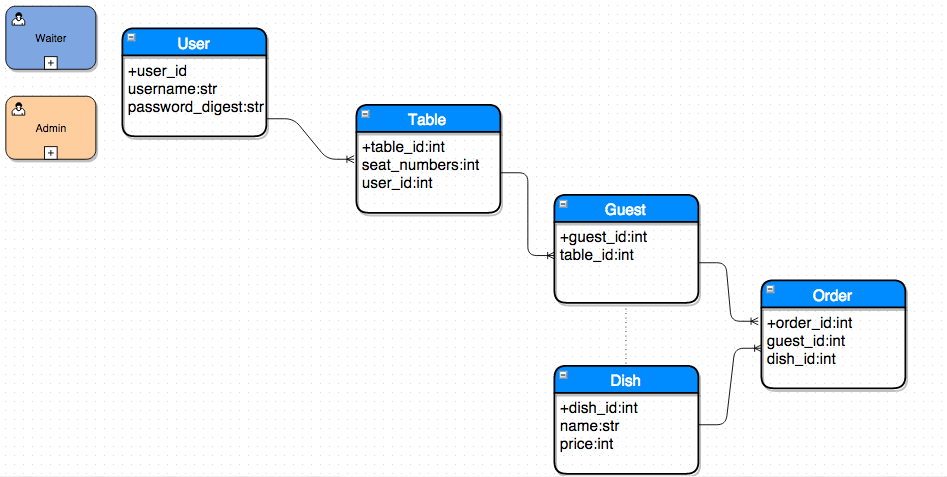 Waiter
Admin
User
+user_id
username:str
password_digest:str
Table
+table_id:int
seat_numbers:int
user_id:int
Guest
+guest_id:int
table_id:int
Order
+order_id:int
guest_id:int
dish_id:int
Dish
+dish_id:int
name:str
price:int